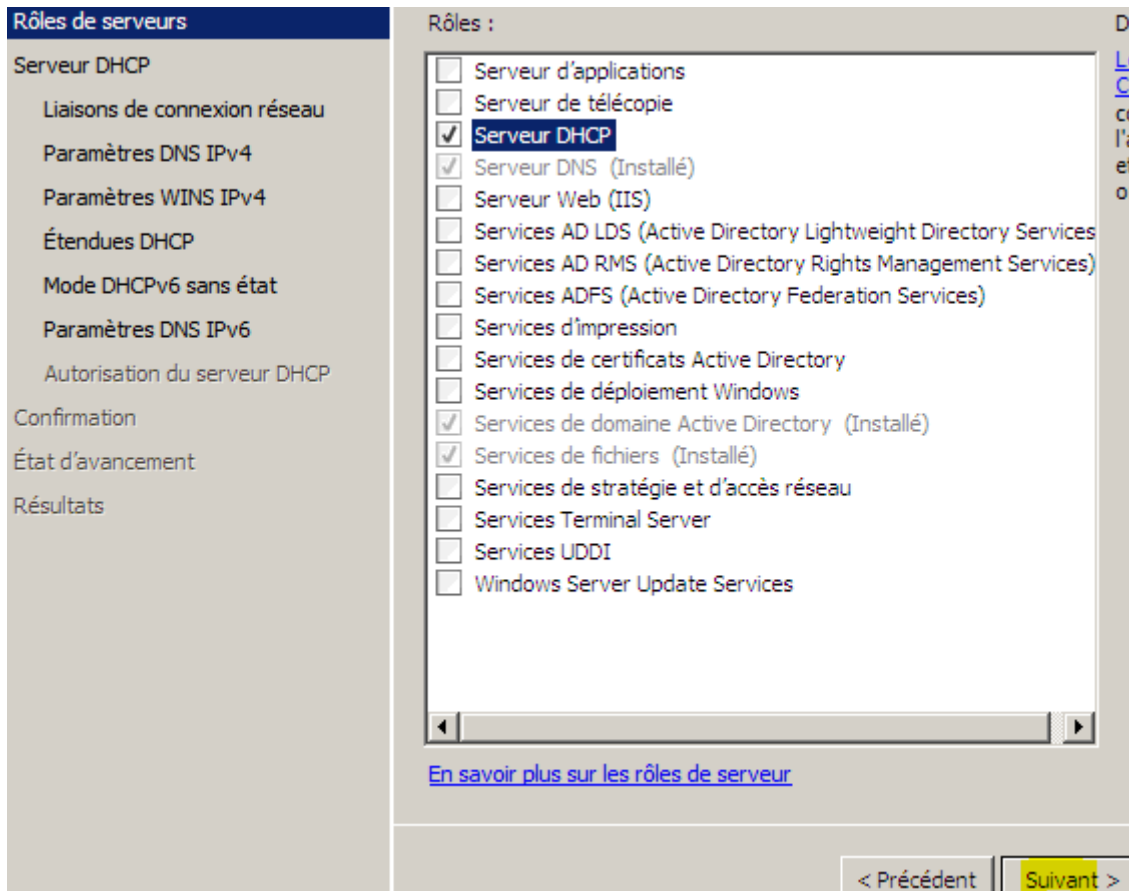 Rôles de serveurs
Serveur DHCP
Liaisons de connexion réseau
Paramètres DNS IPv4
Paramètres WINS IPv4
Étendues DHCP
Mode DHCPv6 sans état
Paramètres DNS IPv6
Autorisation du serveur DHCP
Confirmation
État d'avancement
Résultats
Rôles :
Serveur d'applications
Serveur de télécopie
Serveur DHCP
Serveur DNS (Installé)
Serveur Web (IIS)
Services AD LDS (Active Directory Lightweight Directory Services
Services AD RMS (Active Directory Rights Management Services)
Services ADFS (Active Directory Federation Services)
Services d'impression
Services de certificats Active Directory
Services de déploiement Windows
Services de domaine Active Directory (Installé)
Services de fichiers (Installé)
Services de stratégie et d'accès réseau
Services Terminal Server
Services UDDI
Windows Server Update Services
En savoir plus sur les rôles de serveur
< Précédent
Suivant >